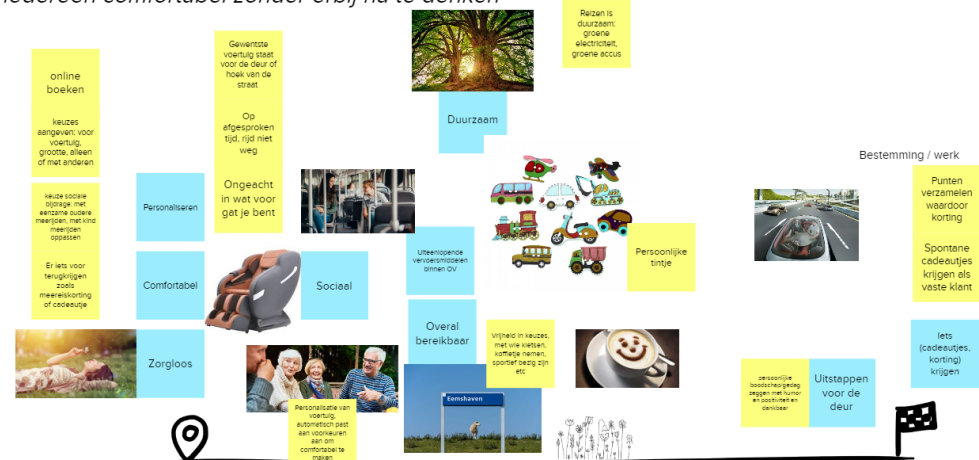 iedereen comfortabel zonder erbij na te denken
Reizen is
duurzaam:
groene
electriciteit,
groene accus
Gewentste
voertuig staat
voor de deur of
hoek van de
straat
Op
afgesproken
tijd, rijd niet
weg
Ongeacht
in wat voor
gat je bent
online
boeken
keuzes
aangeven: voor
voertuig,
grootte, alleen
of met anderen
keuze sociale
bijdrage: met
eenzame oudere
meerijden, met kind
meerijden
oppassen
Er iets voor
terugkrijgen
zoals
meereiskorting
of cadeautje
Personaliseren
Comfortabel
Zorgloos
Sociaal
Duurzaam
Uiteenlopende
vervoersmiddelen
binnen OV
Overal
bereikbaar
Persoonlijke
tintje
Vrijheid in keuzes,
met wie kletsen,
koffietje nemen,
sportief bezig zijn
etc
Eemshaven
Personalisatie van
voertuig,
automatisch past
aan voorkeuren
aan om
comfortabel te
maken
Bestemming / werk
Punten
verzamelen
waardoor
korting
Spontane
cadeautjes
krijgen als
vaste klant
Iets
(cadeautjes,
korting)
krijgen
persoonlijke
boodschap/gedag
zeggen met humor
en positiviteit en
dankbaar
Uitstappen
voor de
deur